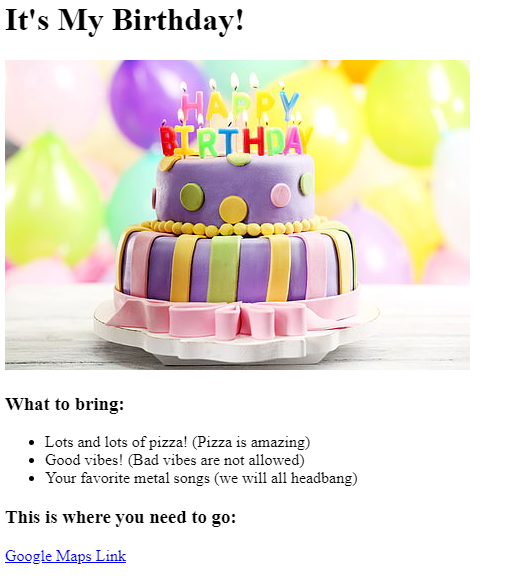 It's My Birthday!
HAPPY
BIRTHDAY
What to bring:
Lots and lots of pizza! (Pizza is amazing)
Good vibes! (Bad vibes are not allowed)
Your favorite metal songs (we will all headbang)
This is where you need to go:
Google Maps Link